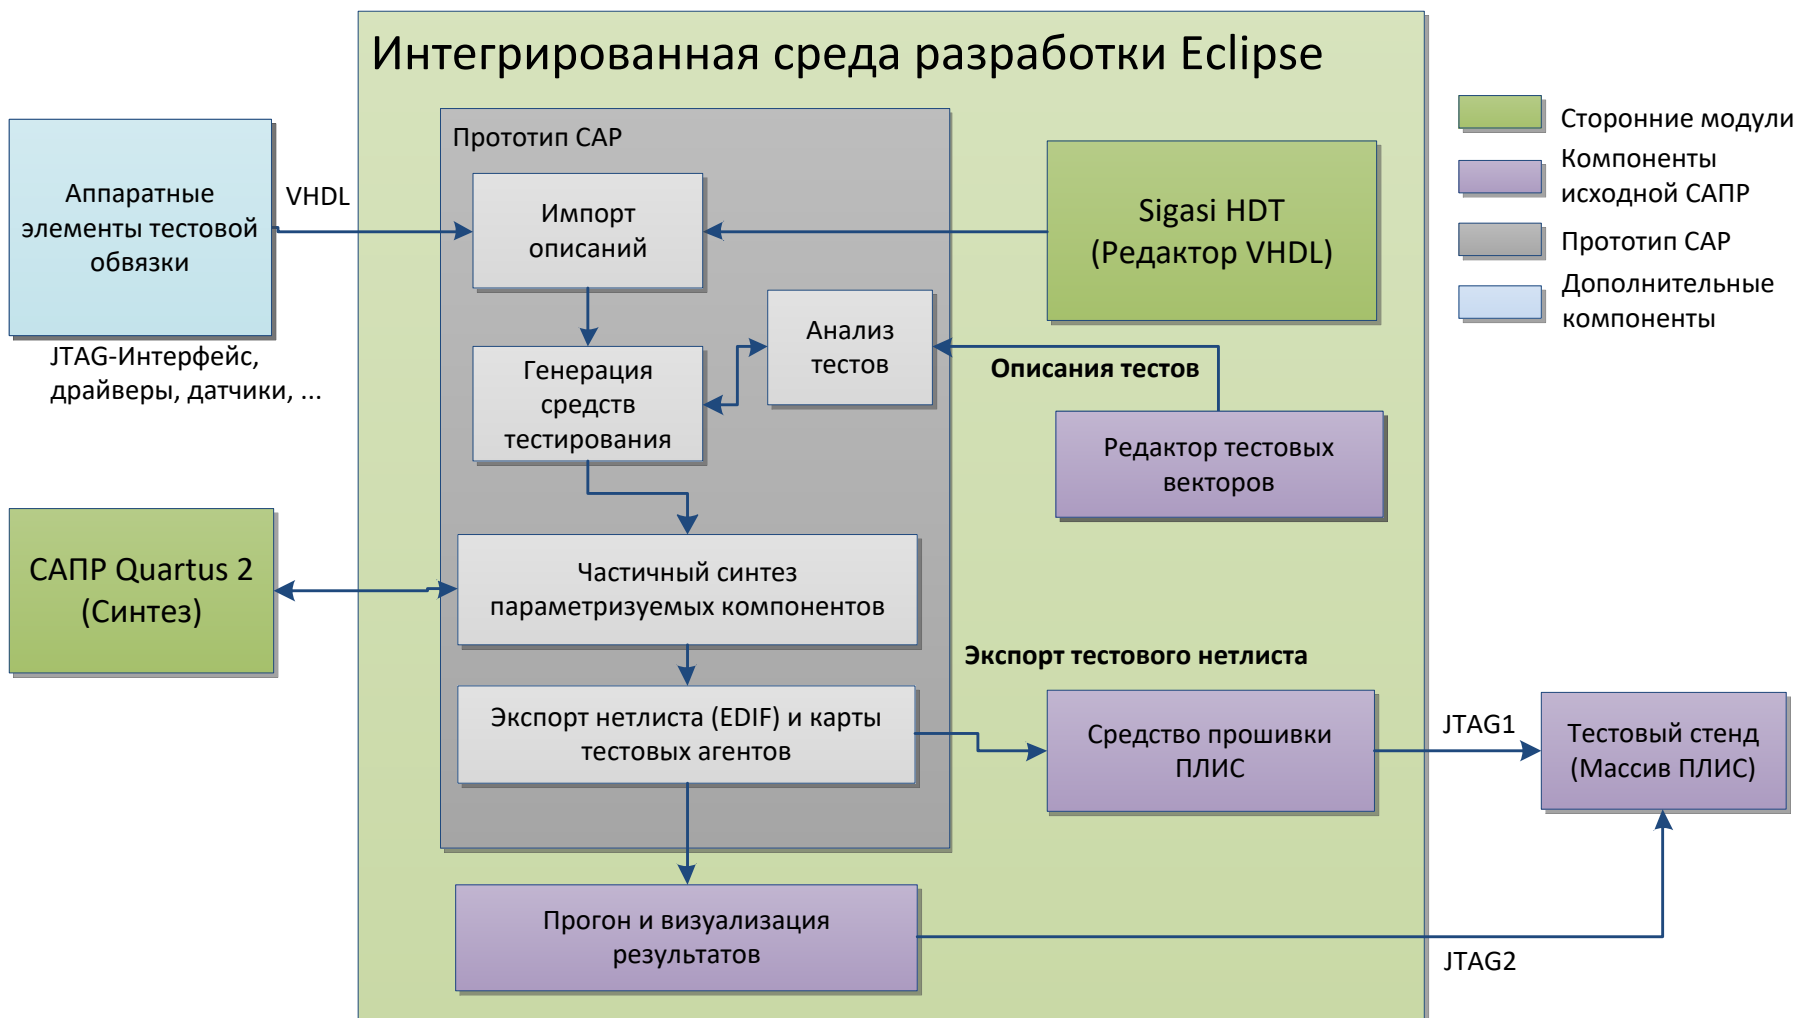 Интегрированная среда разработки Eclipse
Прототип САР
Аппаратные
элементы тестовой
обвязки
VHDL
JTAG-Интерфейс,
драйверы, датчики, ...
Импорт
описаний
Sigasi HDT
(Редактор VHDL)
Сторонние модули
Компоненты
исходной САПР
Прототип САР
Дополнительные
компоненты
Анализ
тестов
Описания тестов
Генерация
средств
тестирования
Редактор тестовых
векторов
САПР Quartus 2
(Синтез)
Частичный синтез
параметризуемых компонентов
Экспорт тестового нетлиста
Экспорт нетлиста (EDIF) и карты
тестовых агентов
Средство прошивки
ПЛИС
JTAG1
Тестовый стенд
(Массив ПЛИС)
Прогон и визуализация
результатов
JTAG2